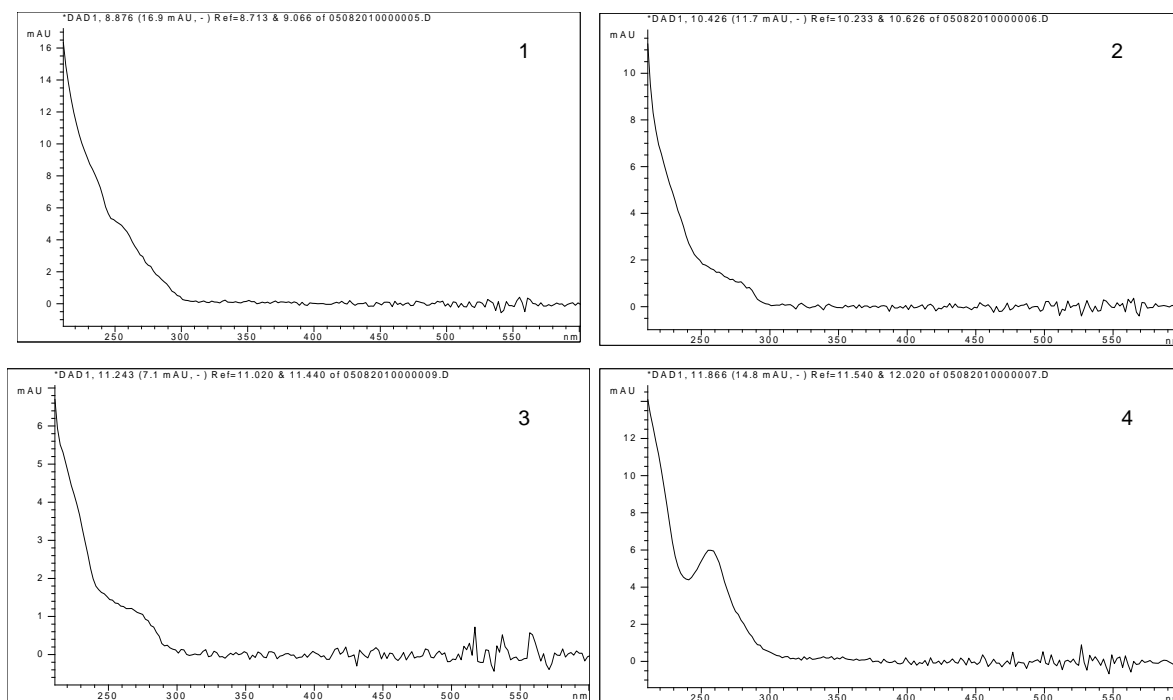 *DAD1, 8.876 (16.9 mAU, - ) Ref=8.713 & 9.066 of 05082010000005.D
mAU
1
16
14
12
10
8
6
4
2
0
250 300 350 400 450 500 550 nm
*DAD1, 10.426 (11.7 mAU, - ) Ref=10.233 & 10.626 of 05082010000006.D
mAU
2
10
8
6
4
2
0
250 300 350 400 450 500 550 nm
*DAD1, 11.243 (7.1 mAU, - ) Ref=11.020 & 11.440 of 05082010000009.D
mAU
3
6
5
4
3
2
1
0
250 300 350 400 450 500 550 nm
*DAD1, 11.866 (14.8 mAU, - ) Ref=11.540 & 12.020 of 05082010000007.D
mAU
4
12
10
8
6
4
2
0
250 300 350 400 450 500 550 nm